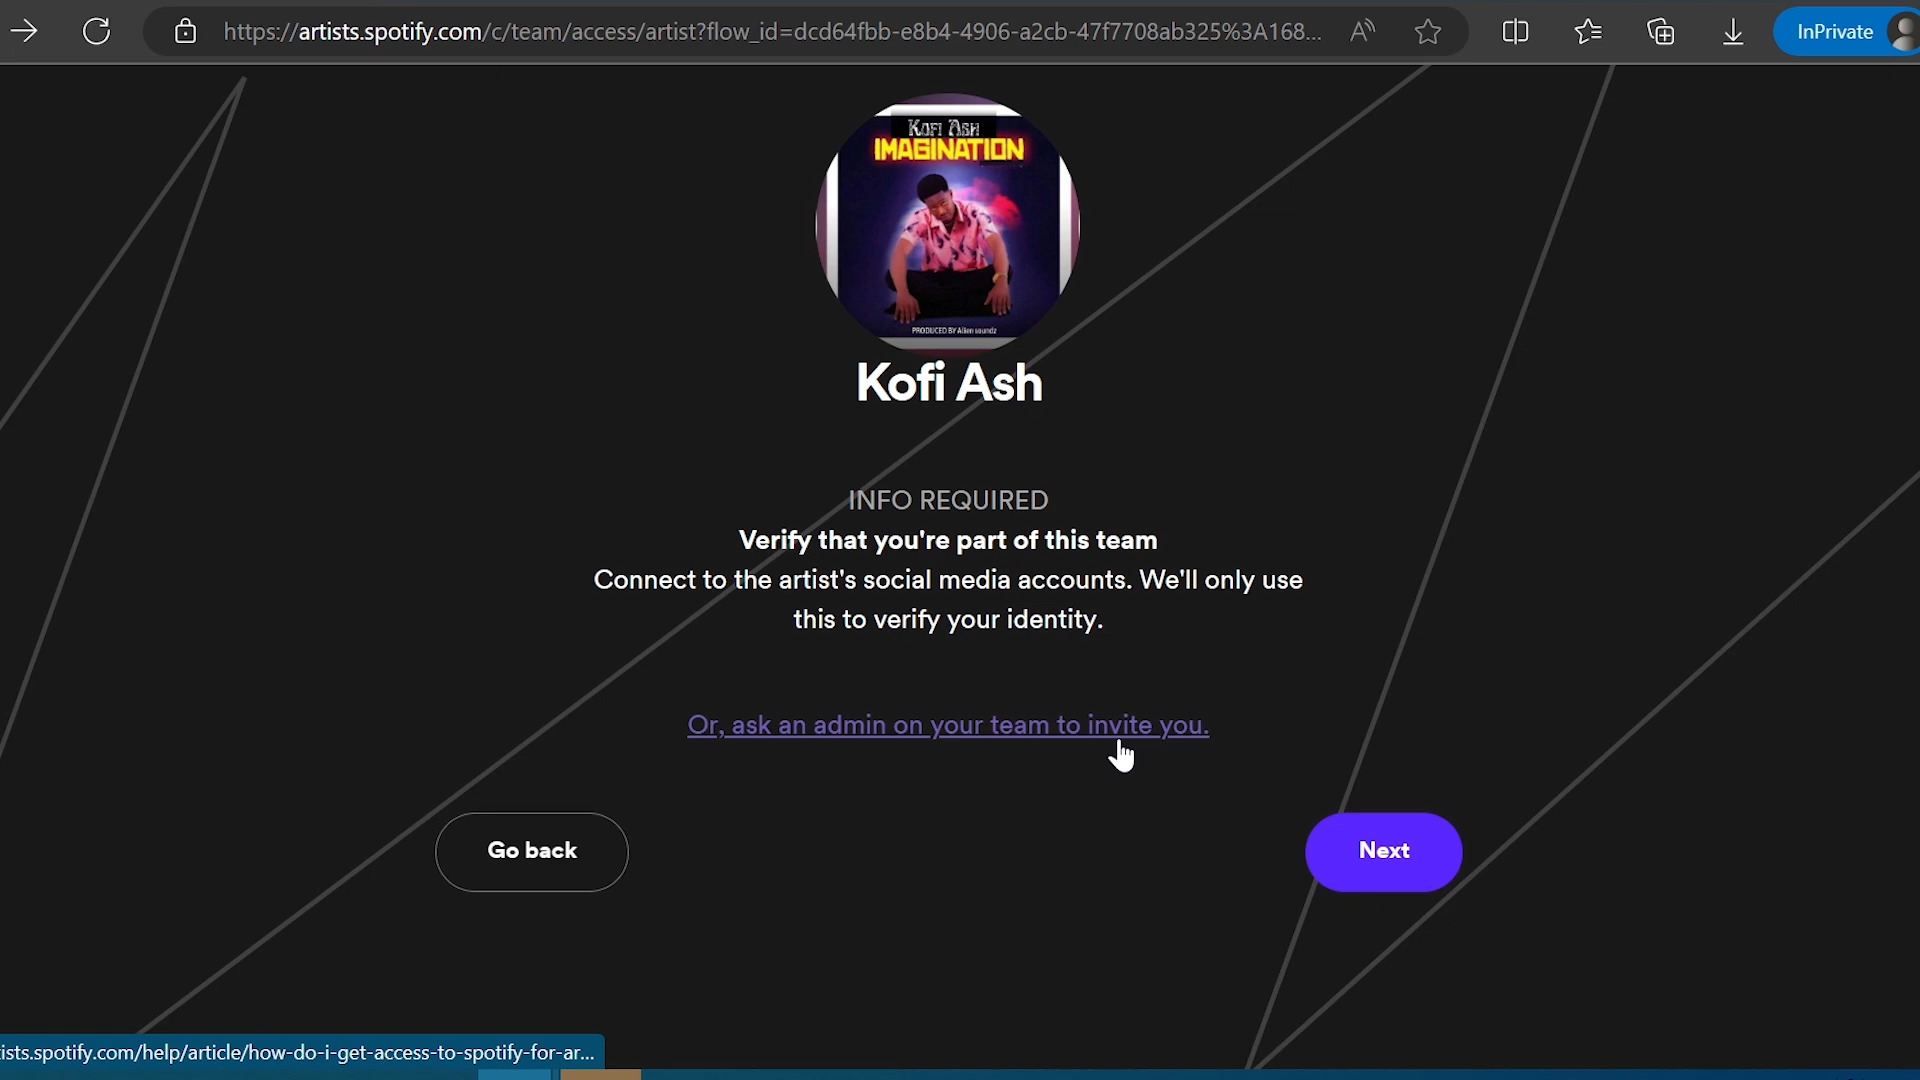 https://artists.spotify.com/c/team/access/artist?flow_id=dcd64fbb-e8b4-4906-a2cb-47f7708ab325%3A168...
InPrivate
KOFI ASH
IMAGINATION
PRODUCED BY Alien soundz
Kofi Ash
INFO REQUIRED
Verify that you're part of this team
Connect to the artist's social media accounts. We'll only use
this to verify your identity.
Or, ask an admin on your team to invite you.
Go back
Next
ists.spotify.com/help/article/how-do-i-get-access-to-spotify-for-ar...